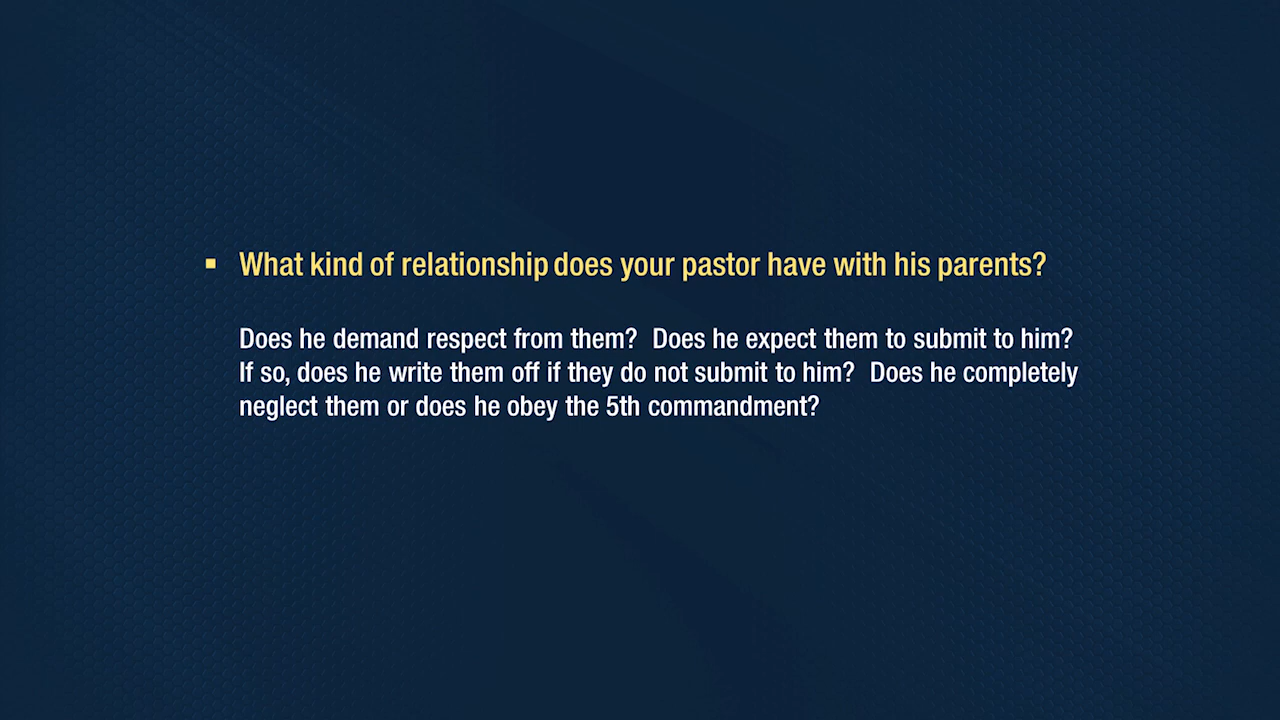 ▪ What kind of relationship does your pastor have with his parents?
Does he demand respect from them?  Does he expect them to submit to him?
If so, does he write them off if they do not submit to him?  Does he completely
neglect them or does he obey the 5th commandment?